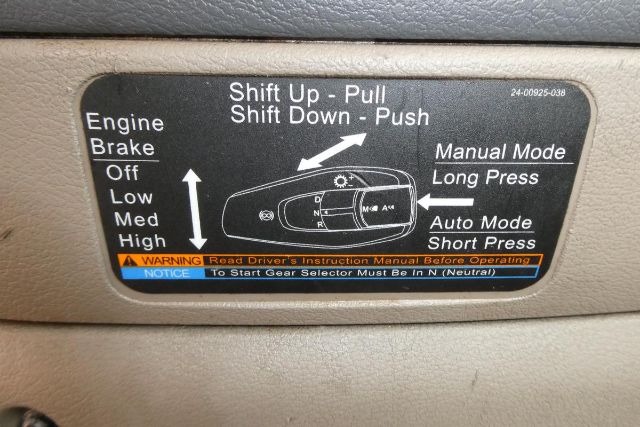 Shift Up - Pull
Shift Down - Push
24-00925-038
Engine
Brake
Off
Low
Med
High
Manual Mode
Long Press
Auto Mode
Short Press
D
N
R
M
A
WARNING Read Driver's Instruction Manual Before Operating
NOTICE To Start Gear Selector Must Be In N (Neutral)